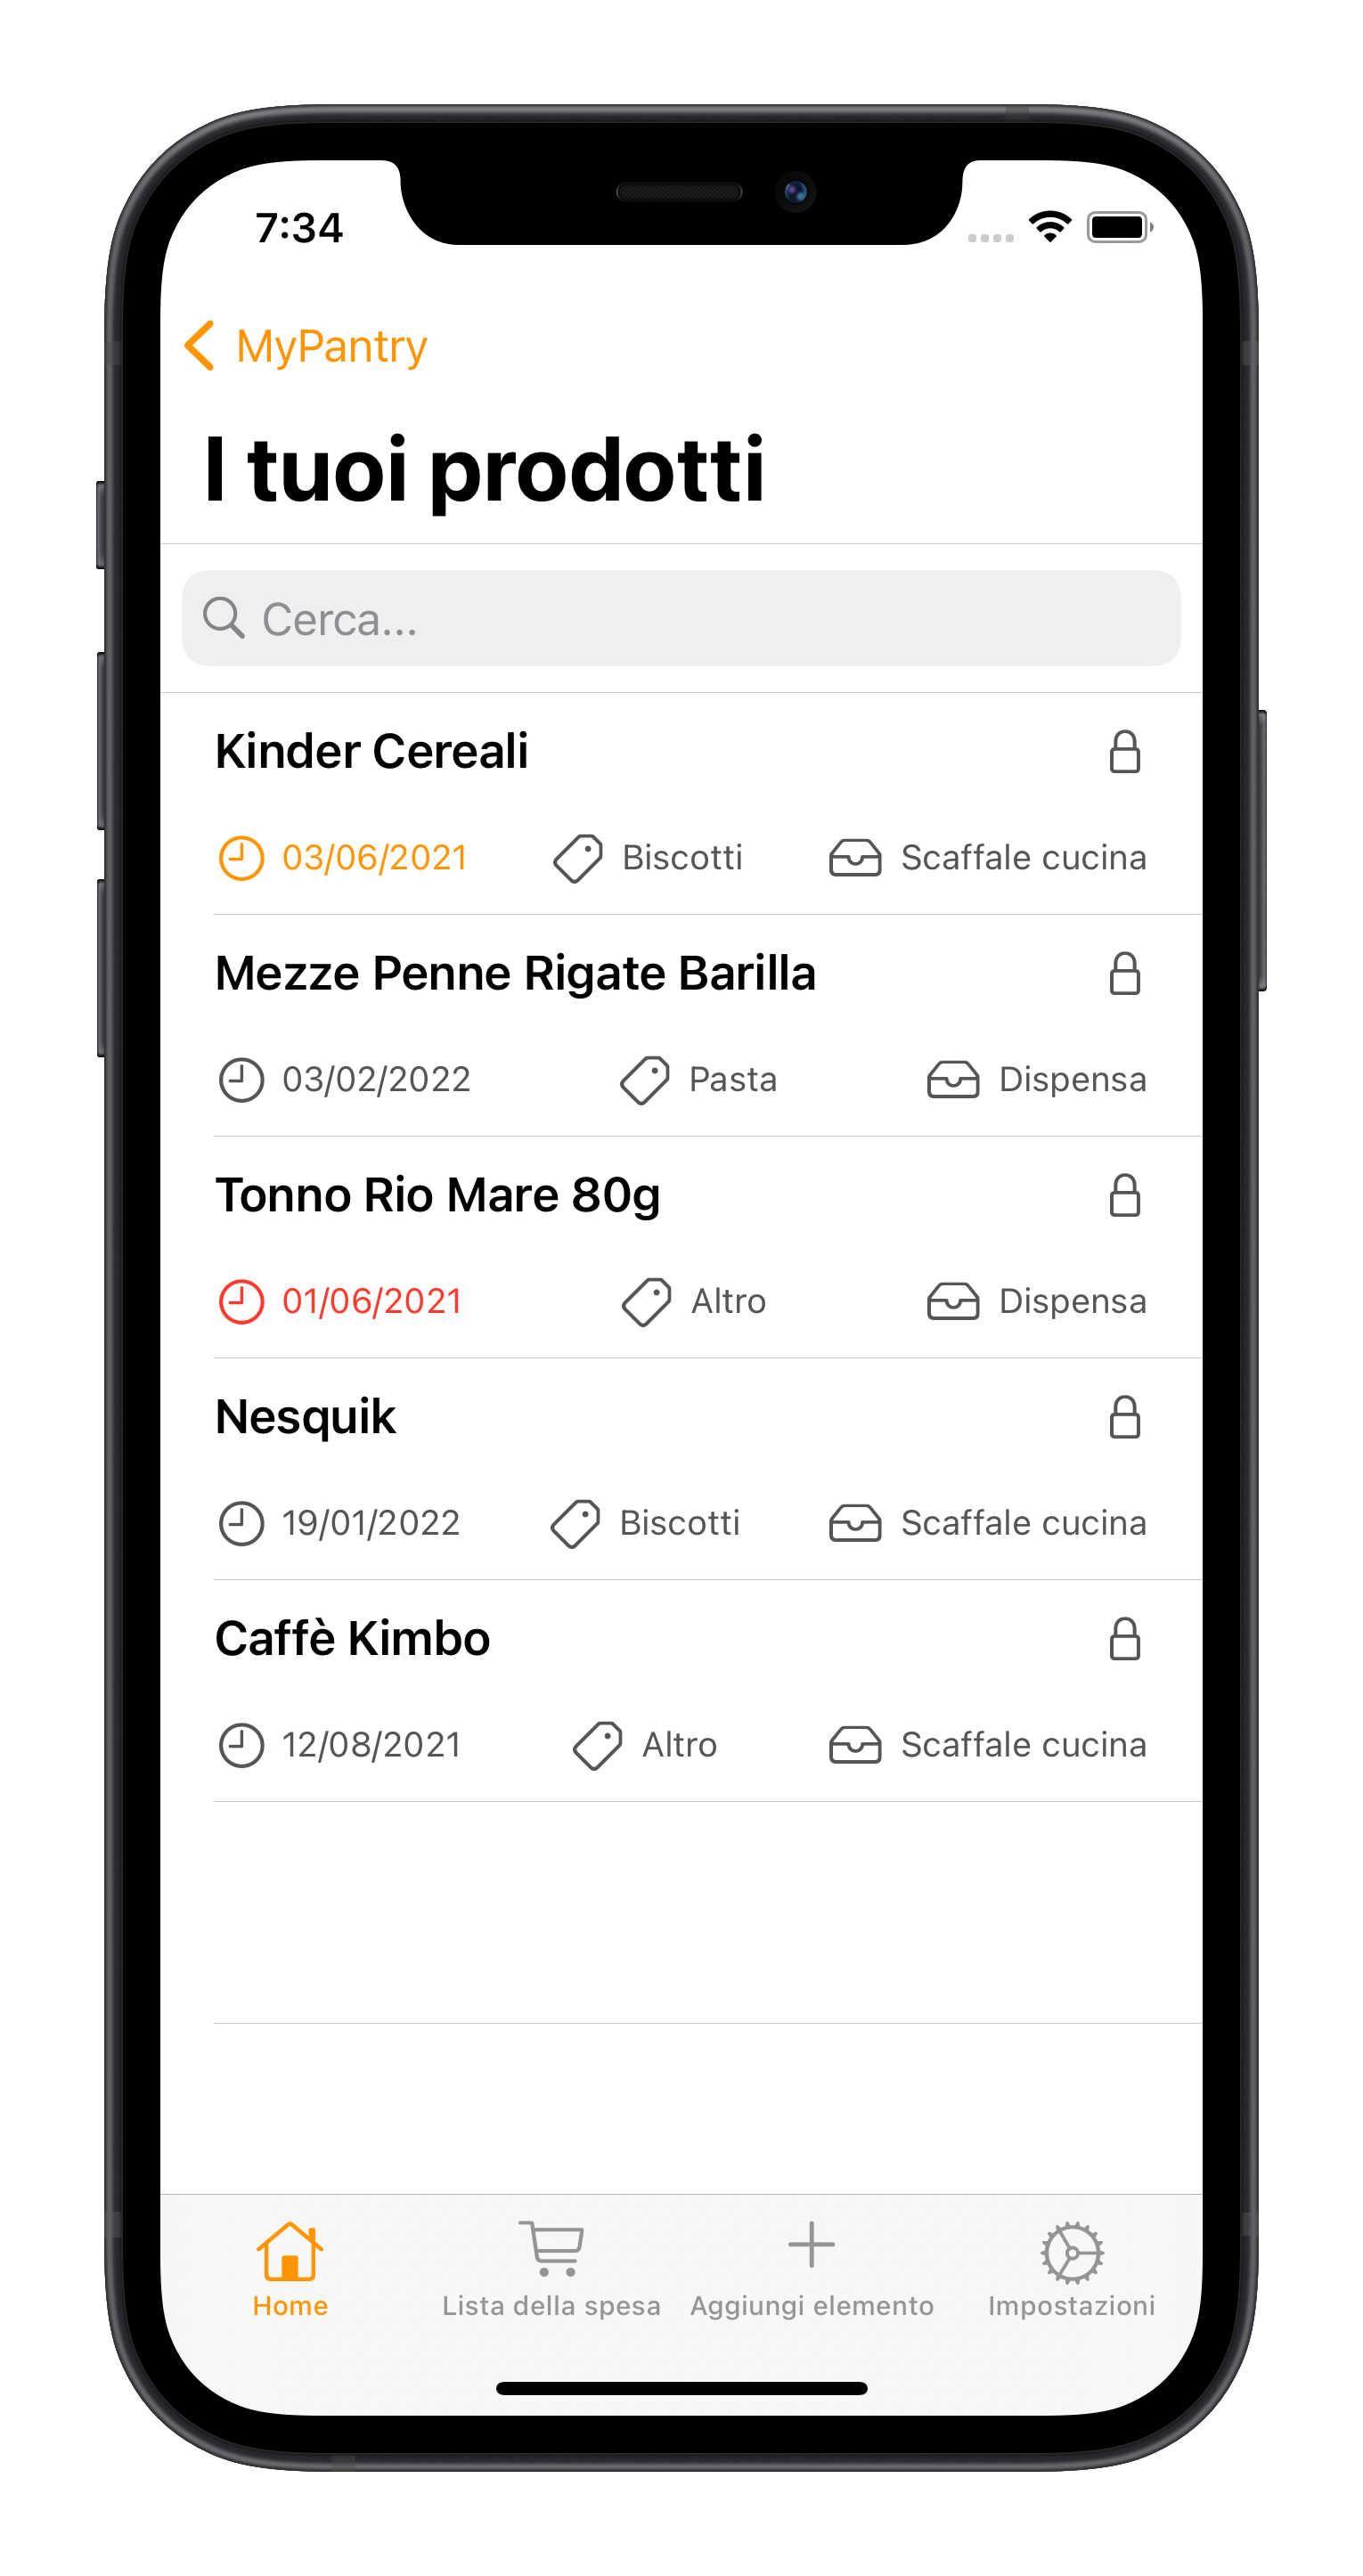 7:34
MyPantry
I tuoi prodotti
Cerca...
Kinder Cereali
03/06/2021 Biscotti Scaffale cucina
Mezze Penne Rigate Barilla
03/02/2022 Pasta Dispensa
Tonno Rio Mare 80g
01/06/2021 Altro Dispensa
Nesquik
19/01/2022 Biscotti Scaffale cucina
Caffè Kimbo
12/08/2021 Altro Scaffale cucina
Home Lista della spesa Aggiungi elemento Impostazioni